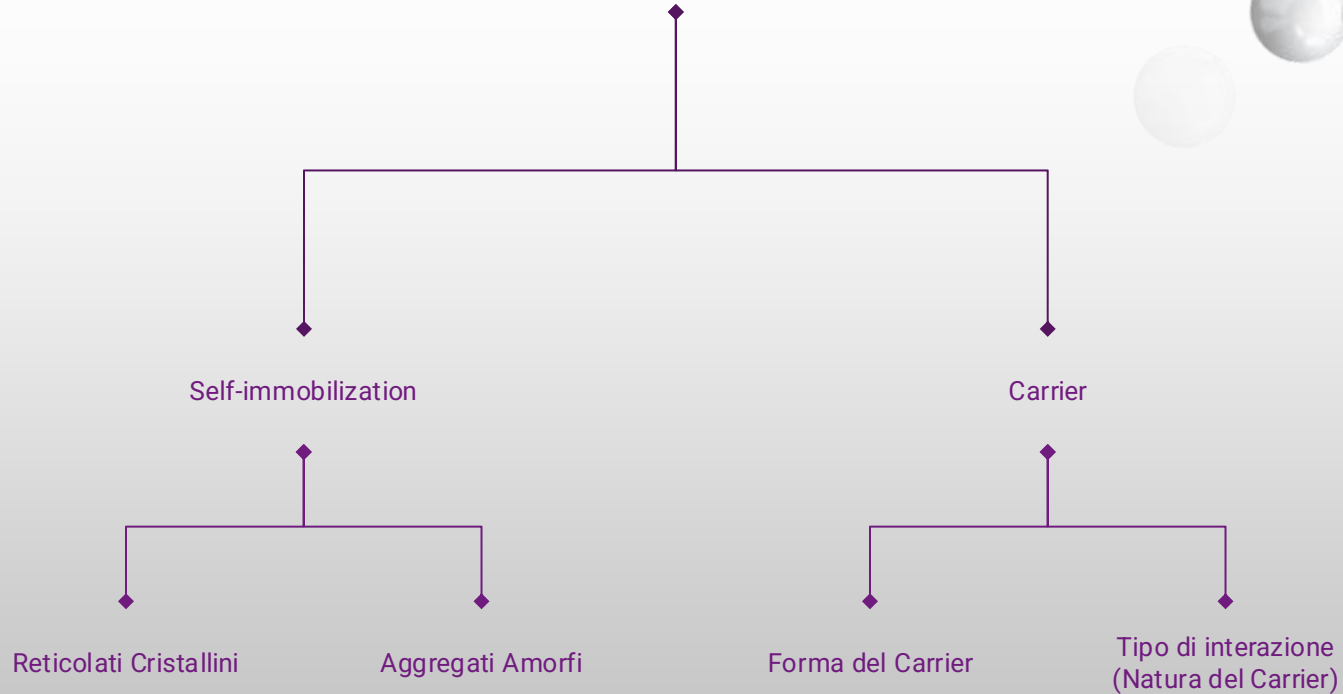 Self-immobilization
Carrier
Reticolati Cristallini
Aggregati Amorfi
Forma del Carrier
Tipo di interazione
(Natura del Carrier)